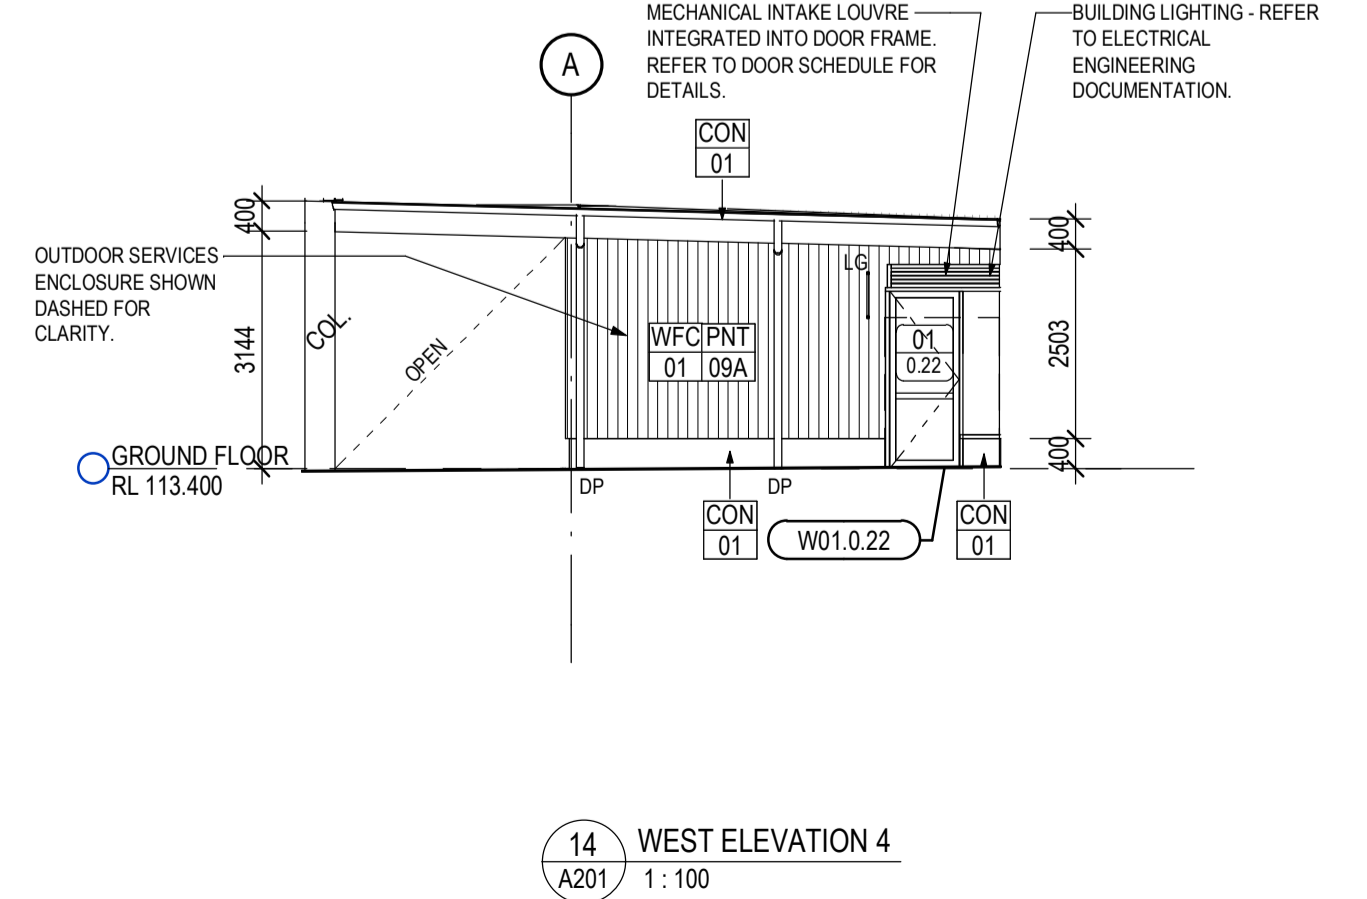 MECHANICAL INTAKE LOUVRE
INTEGRATED INTO DOOR FRAME.
REFER TO DOOR SCHEDULE FOR
DETAILS.
BUILDING LIGHTING - REFER
TO ELECTRICAL
ENGINEERING
DOCUMENTATION.
A
CON
01
400
400
OUTDOOR SERVICES
ENCLOSURE SHOWN
DASHED FOR
CLARITY.
LG
COL.
OPEN
3144
WFC PNT
01 09A
01
0.22
2503
400
GROUND FLOOR
RL 113.400
DP
DP
CON
01
W01.0.22
CON
01
14
A201
WEST ELEVATION 4
1 : 100